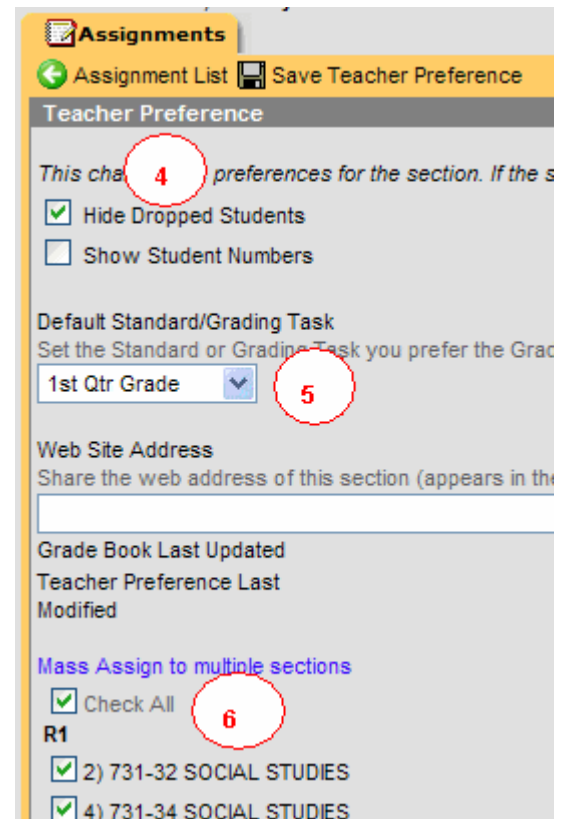 Assignments
Assignment List Save Teacher Preference
Teacher Preference
This cha 4 preferences for the section. If the s
Hide Dropped Students
Show Student Numbers
Default Standard/Grading Task
Set the Standard or Grading Task you prefer the Grad
1st Qtr Grade
5
Web Site Address
Share the web address of this section (appears in the
Grade Book Last Updated
Teacher Preference Last
Modified
Mass Assign to multiple sections
Check All
6
R1
2) 731-32 SOCIAL STUDIES
4) 731-34 SOCIAL STUDIES